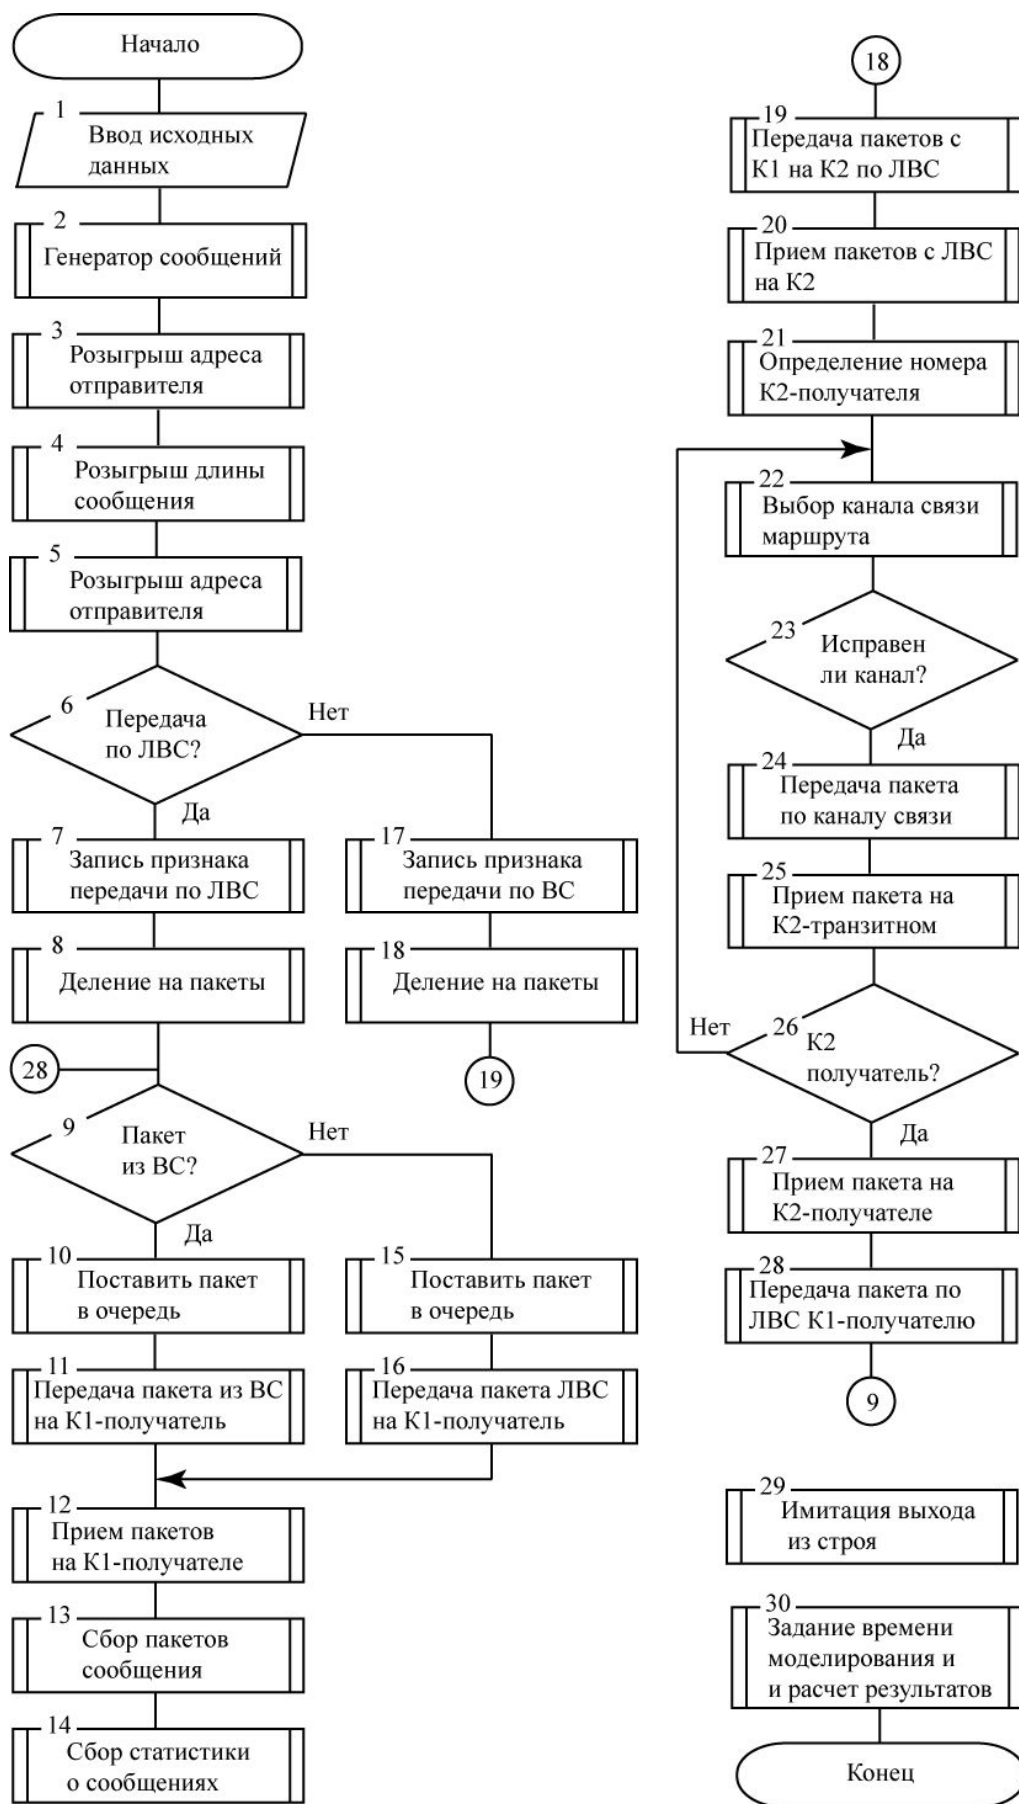 Начало
1
Ввод исходных
данных
2
Генератор сообщений
3
Розыгрыш адреса
отправителя
4
Розыгрыш длины
сообщения
5
Розыгрыш адреса
отправителя
6
Передача
по ЛВС?
Нет
Да
7
Запись признака
передачи по ЛВС
17
Запись признака
передачи по ВС
8
Деление на пакеты
18
Деление на пакеты
28
19
9
Пакет
из ВС?
Нет
Да
10
Поставить пакет
в очередь
15
Поставить пакет
в очередь
11
Передача пакета из ВС
на К1-получатель
16
Передача пакета ЛВС
на К1-получатель
12
Прием пакетов
на К1-получателе
13
Сбор пакетов
сообщения
14
Сбор статистики
о сообщениях
18
19
Передача пакетов с
К1 на К2 по ЛВС
20
Прием пакетов с ЛВС
на К2
21
Определение номера
К2-получателя
22
Выбор канала связи
маршрута
23
Исправен
ли канал?
Да
24
Передача пакета
по каналу связи
25
Прием пакета на
К2-транзитном
Нет
26
К2
получатель?
Да
27
Прием пакета на
К2-получателе
28
Передача пакета по
ЛВС К1-получателю
9
29
Имитация выхода
из строя
30
Задание времени
моделирования и
и расчет результатов
Конец